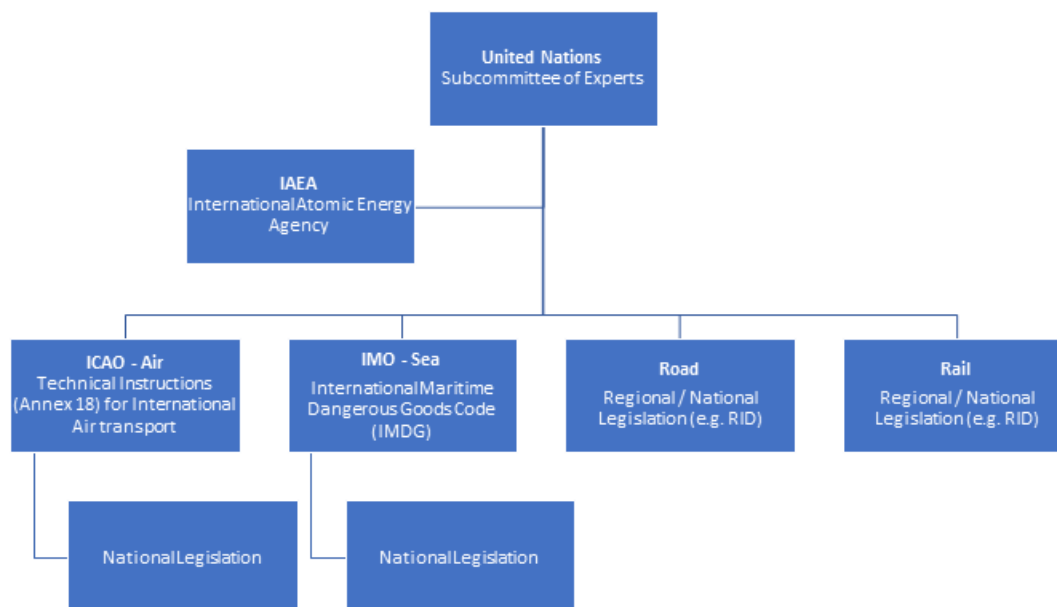 United Nations
Subcommittee of Experts
IAEA
International Atomic Energy
Agency
ICAO - Air
Technical Instructions
(Annex 18) for International
Air transport
IMO - Sea
International Maritime
Dangerous Goods Code
(IMDG)
Road
Regional / National
Legislation (e.g. RID)
Rail
Regional / National
Legislation (e.g. RID)
National Legislation
National Legislation